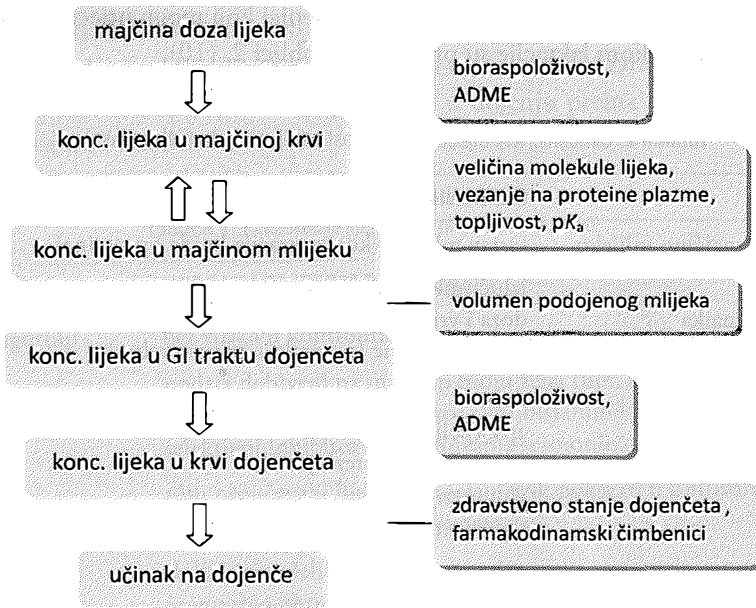 majčina doza lijeka
bioraspoloživost,
ADME
konc. lijeka u majčinoj krvi
veličina molekule lijeka,
vezanje na proteine plazme,
topljivost, pKa
konc. lijeka u majčinom mlijeku
volumen podojenog mlijeka
konc. lijeka u GI traktu dojenčeta
bioraspoloživost,
ADME
konc. lijeka u krvi dojenčeta
zdravstveno stanje dojenčeta ,
farmakodinamski čimbenici
učinak na dojenče